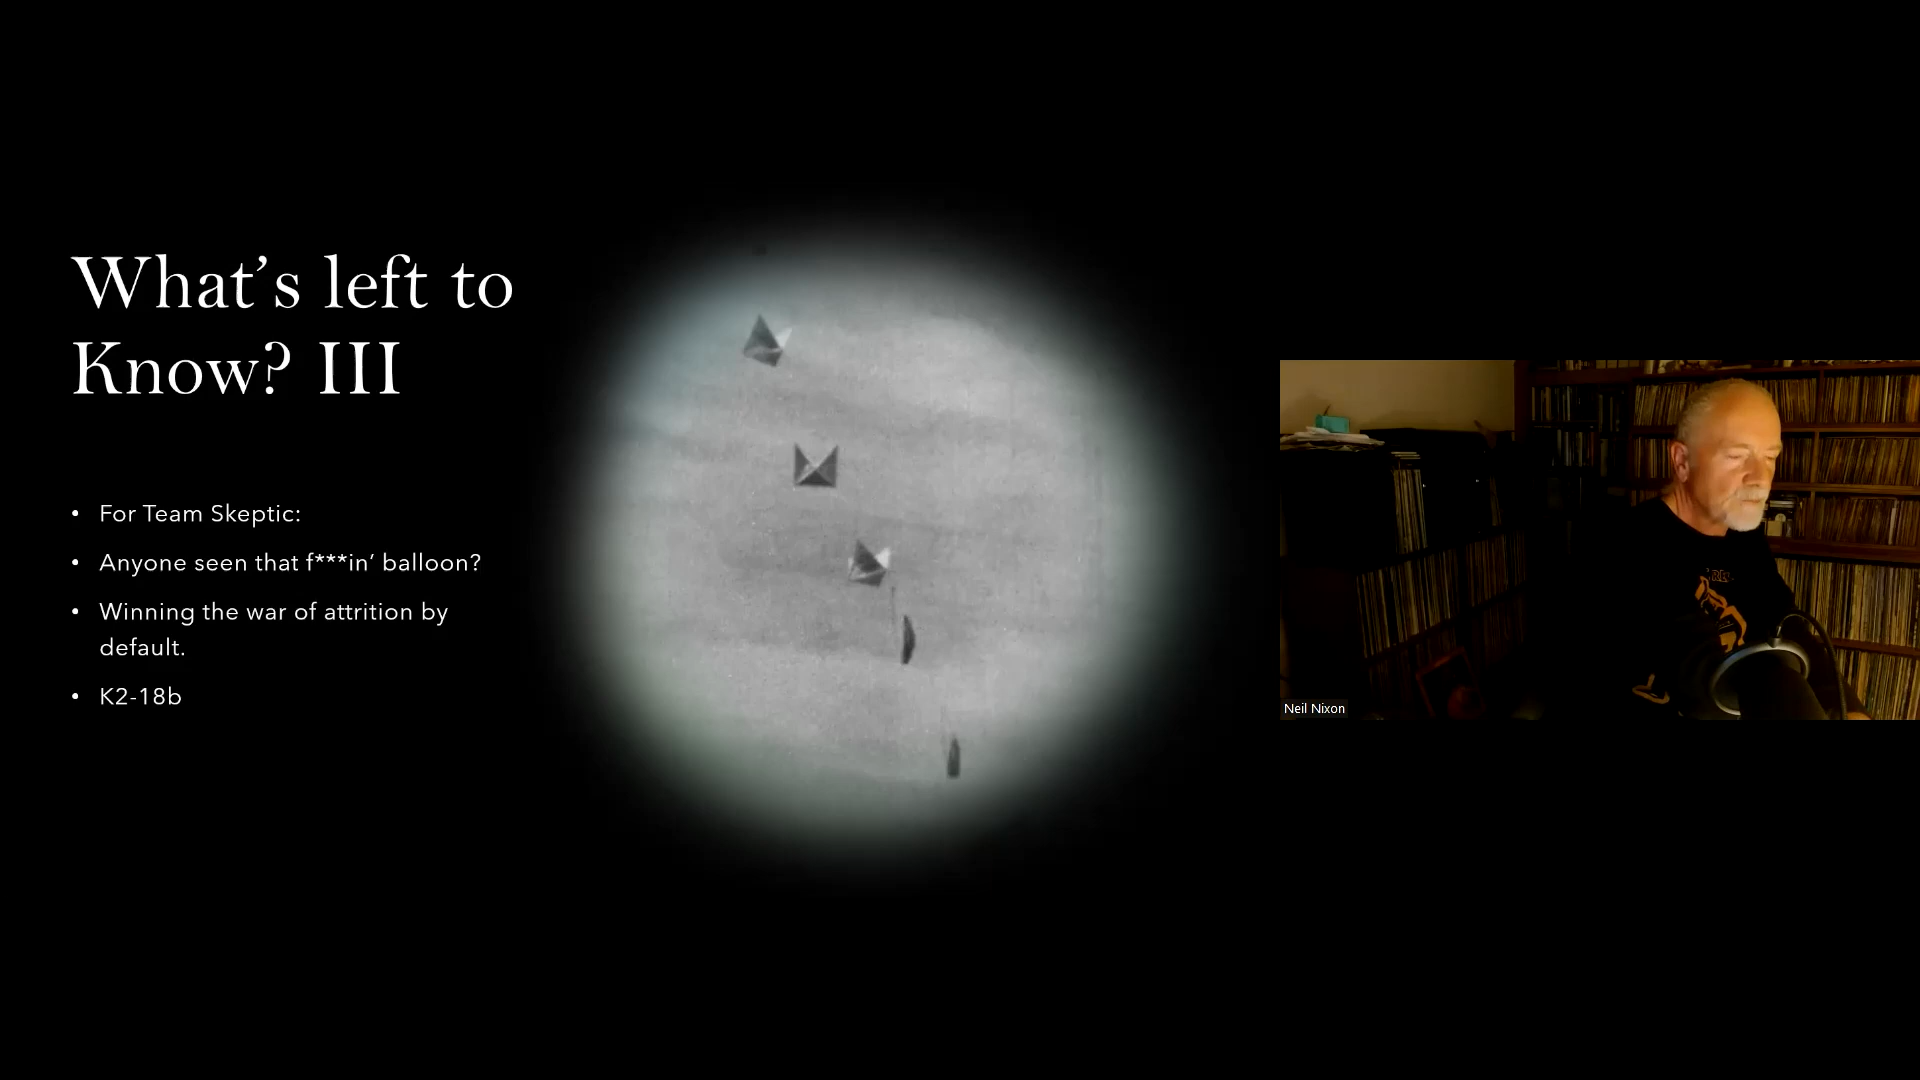 What’s left to
Know? III
• For Team Skeptic:
• Anyone seen that f***in’ balloon?
• Winning the war of attrition by
default.
• K2-18b
Neil Nixon